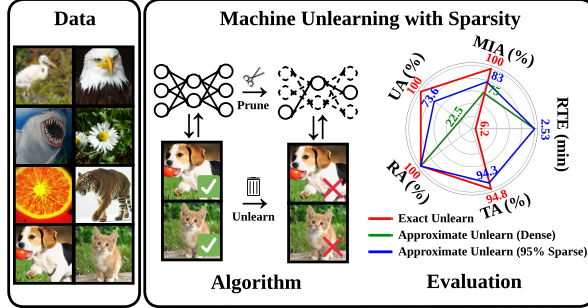 Data
Machine Unlearning with Sparsity
Prune
Unlearn
Algorithm
MIA (%)
100
83
75
UA (%)
100
73.6
22.5
RTE (min)
2.53
6.2
RA (%)
100
94.3
94.8
TA (%)
Exact Unlearn
Approximate Unlearn (Dense)
Approximate Unlearn (95% Sparse)
Evaluation